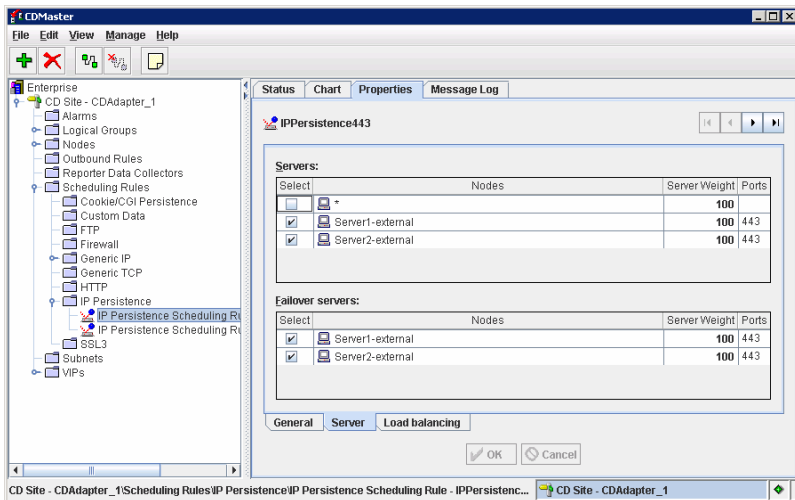 CDMaster
File Edit View Manage Help
Enterprise
CD Site - CDAdapter_1
Alarms
Logical Groups
Nodes
Outbound Rules
Reporter Data Collectors
Scheduling Rules
Cookie/CGI Persistence
Custom Data
FTP
Firewall
Generic IP
Generic TCP
HTTP
IP Persistence
IP Persistence Scheduling Ru
IP Persistence Scheduling Ru
SSL3
Subnets
VIPs
Status Chart Properties Message Log
IPPersistence443
Servers:
Select Nodes Server Weight Ports
* 100
Server1-external 100 443
Server2-external 100 443
Failover servers:
Select Nodes Server Weight Ports
Server1-external 100 443
Server2-external 100 443
General Server Load balancing
OK Cancel
CD Site - CDAdapter_1\Scheduling Rules\IP Persistence\IP Persistence Scheduling Rule - IPPersistenc... CD Site - CDAdapter_1